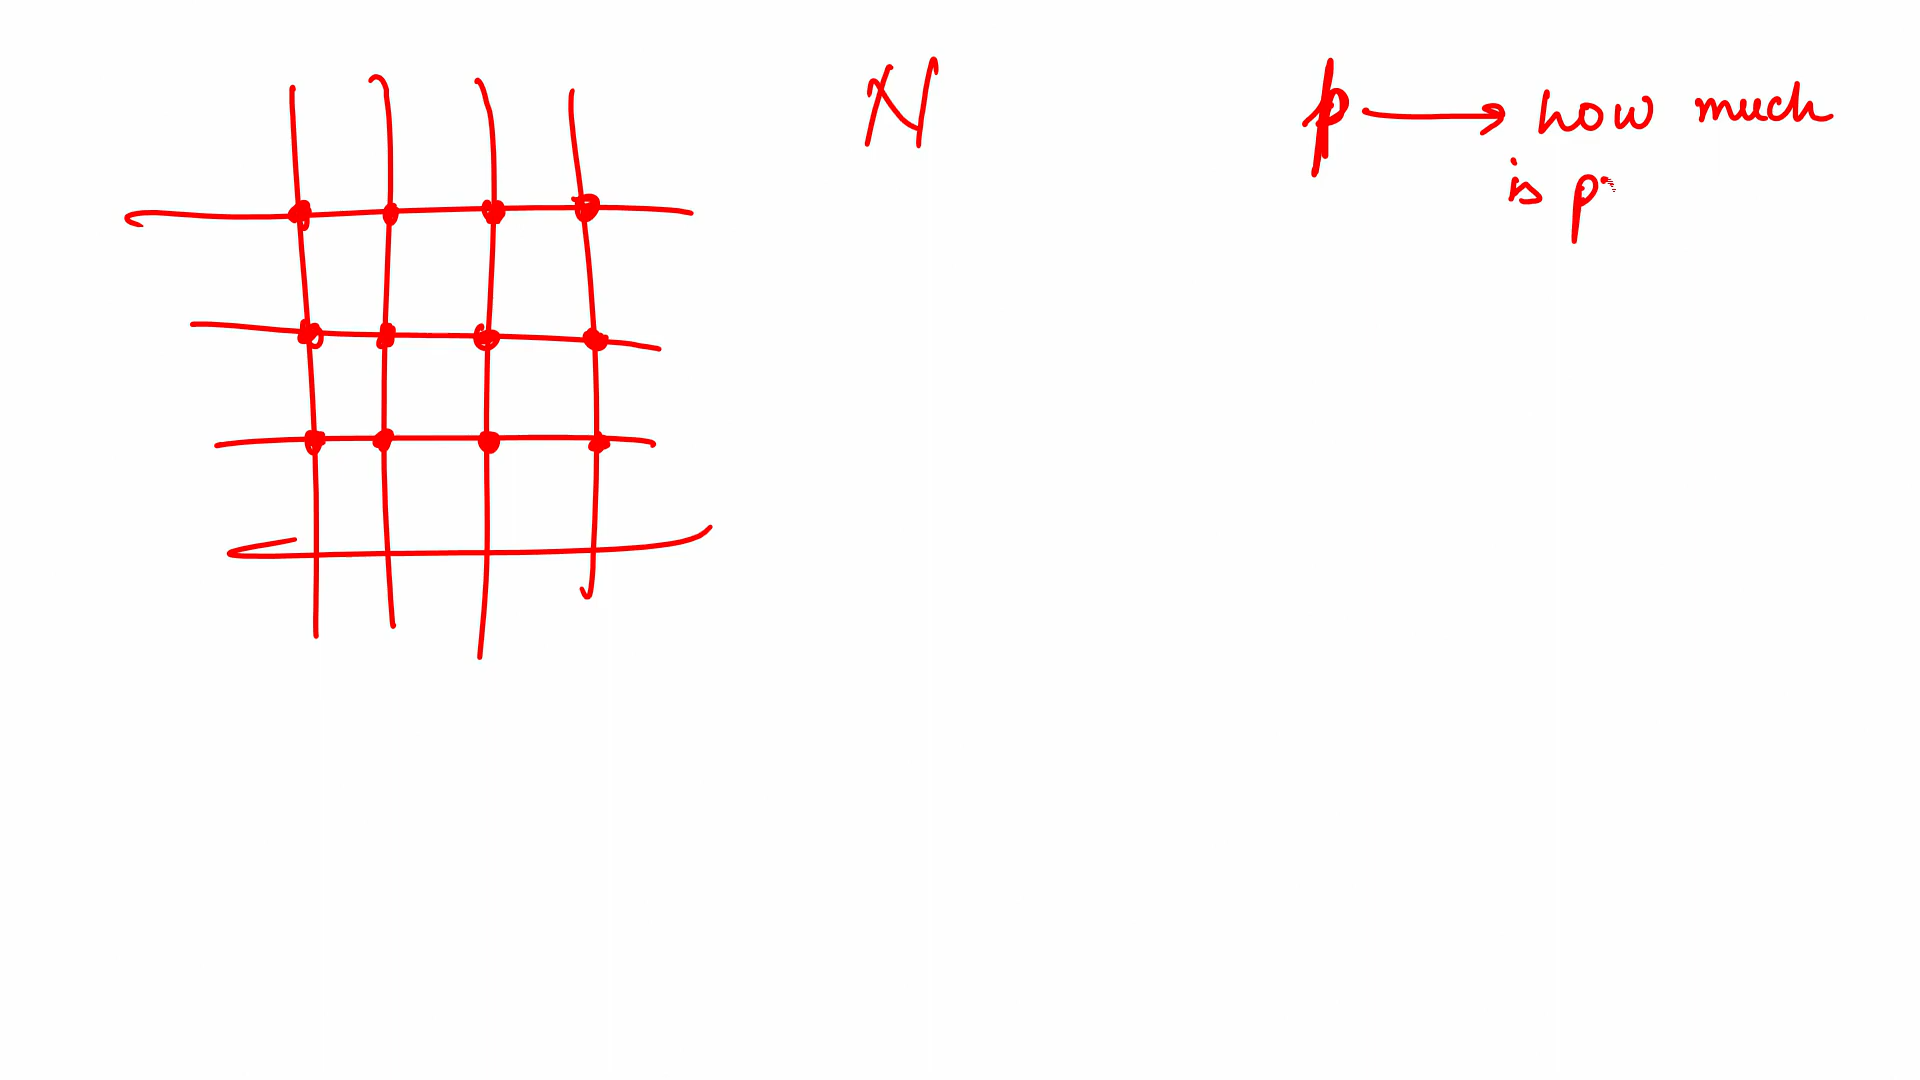 N
p → how much
is p